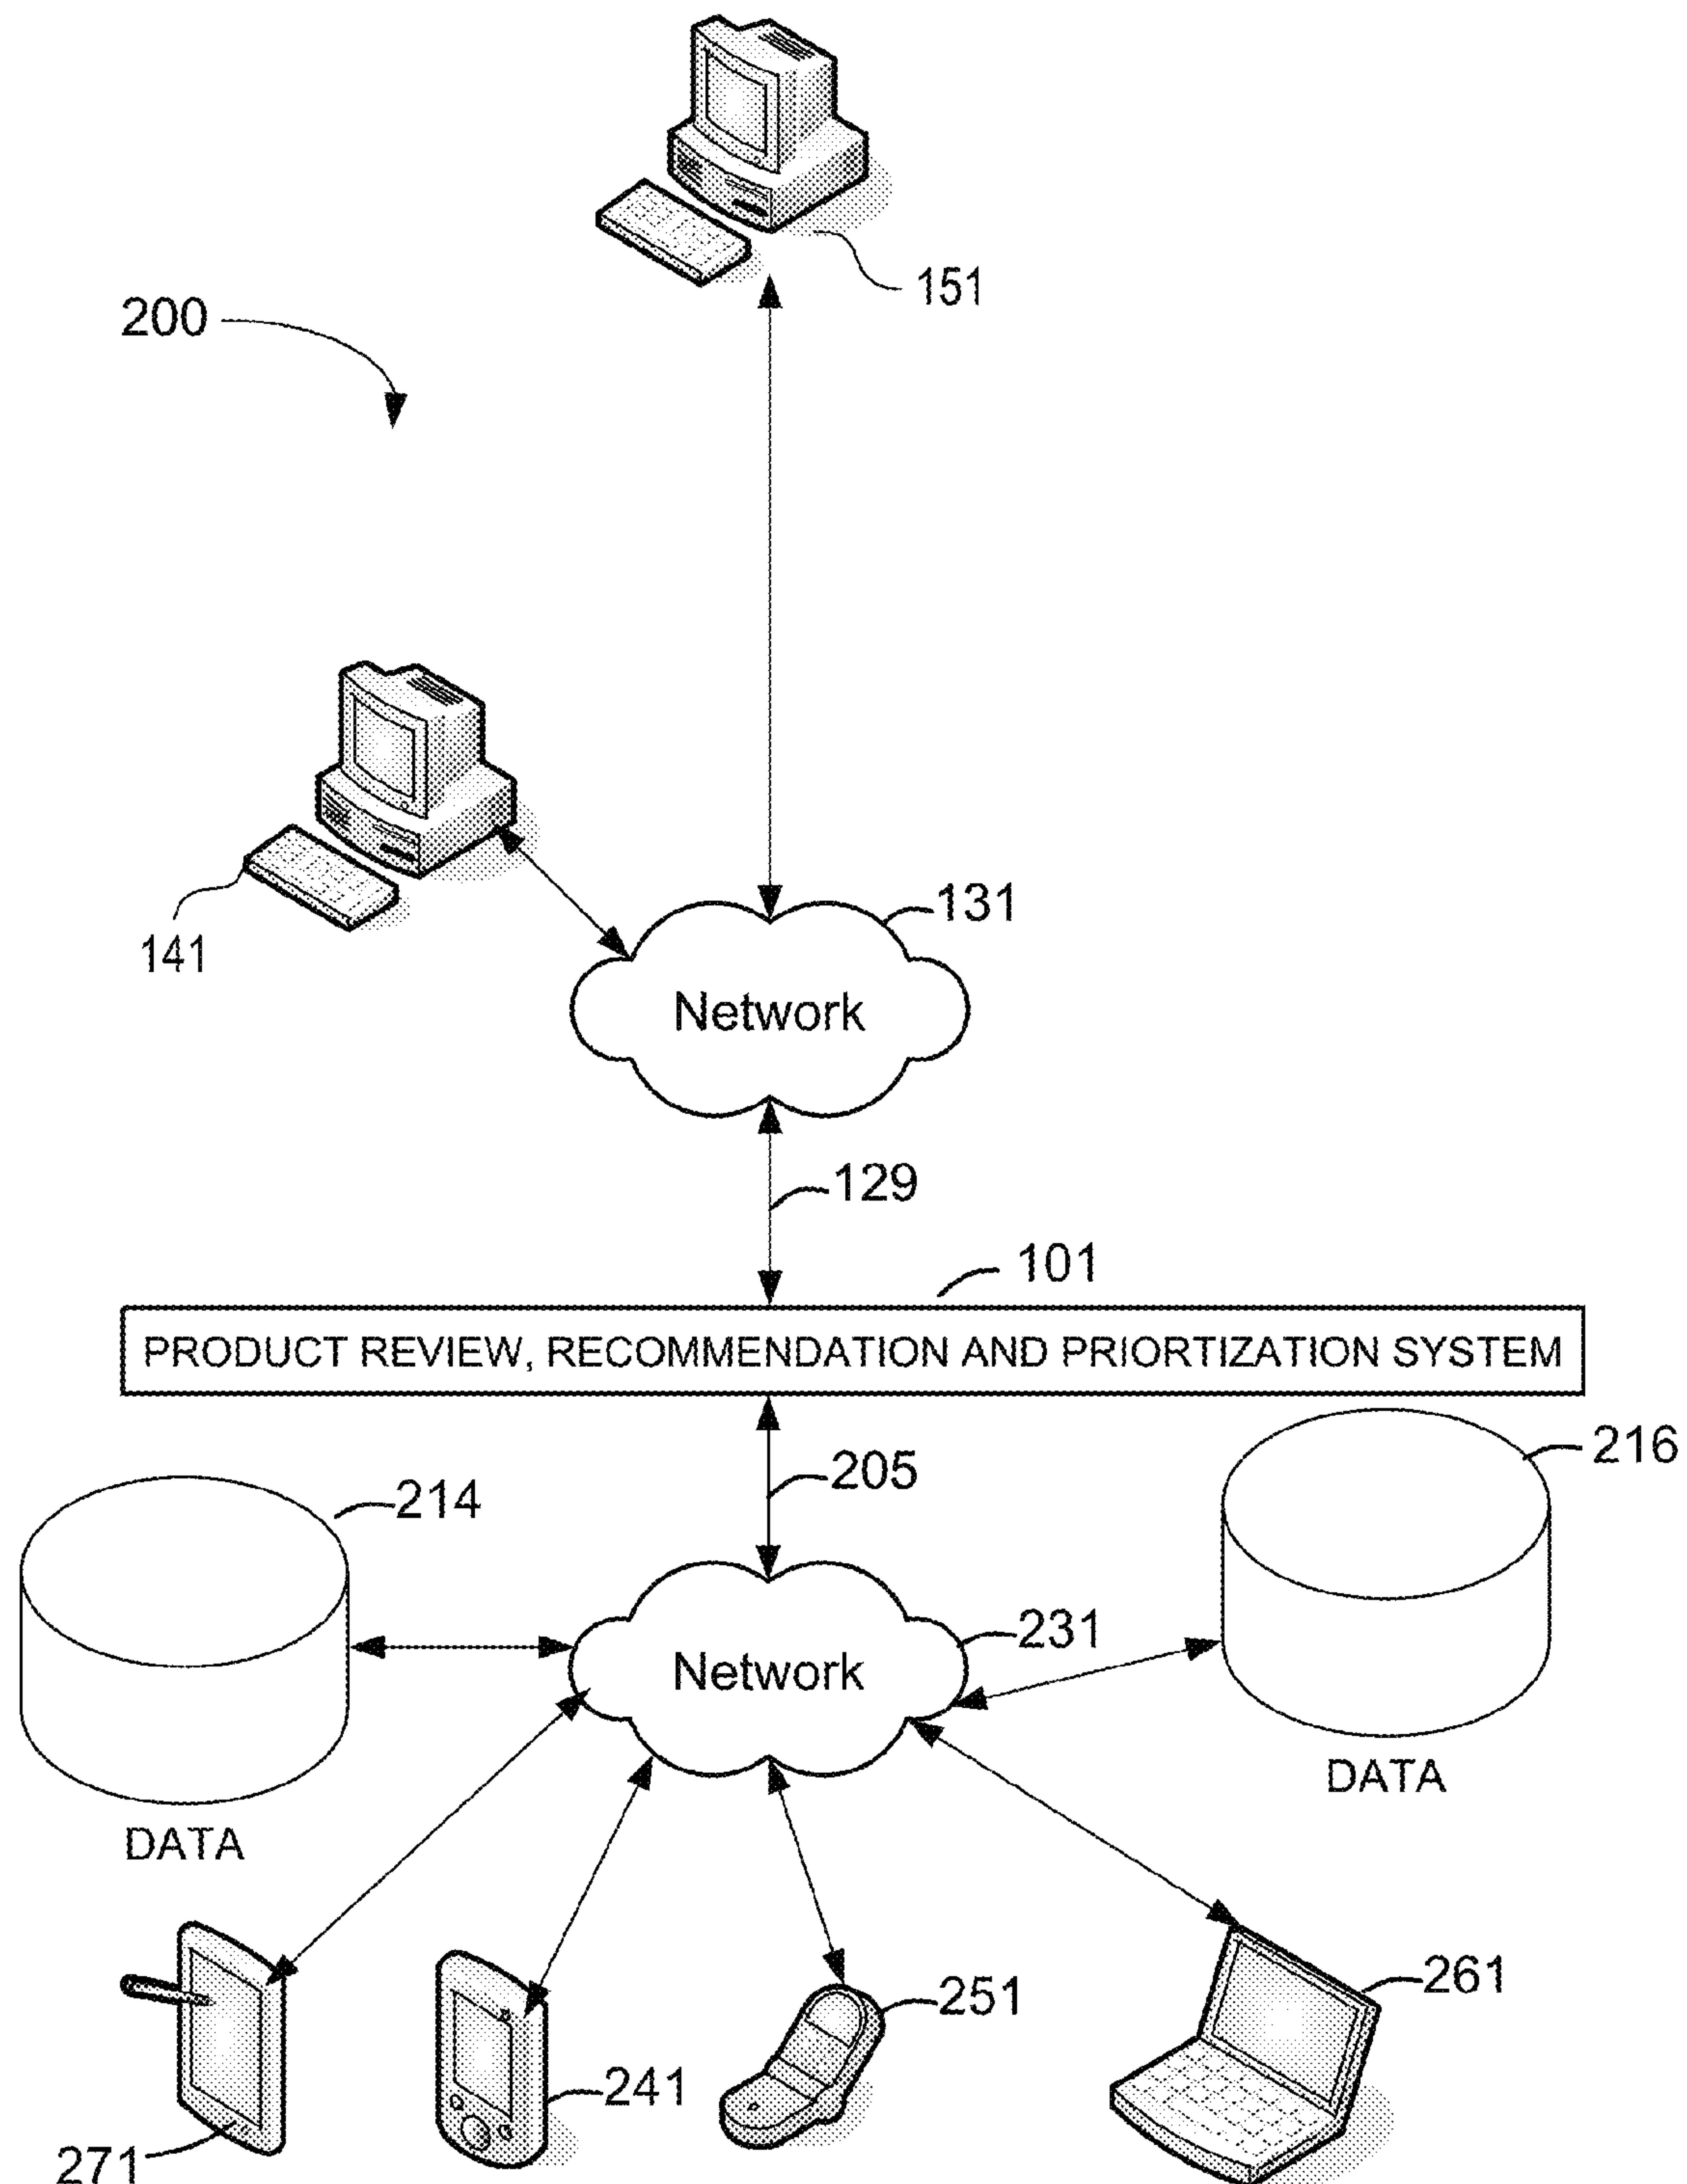 151
200
141
131
Network
129
101
PRODUCT REVIEW, RECOMMENDATION AND PRIORTIZATION SYSTEM
216
205
214
231
Network
DATA
DATA
261
251
241
271